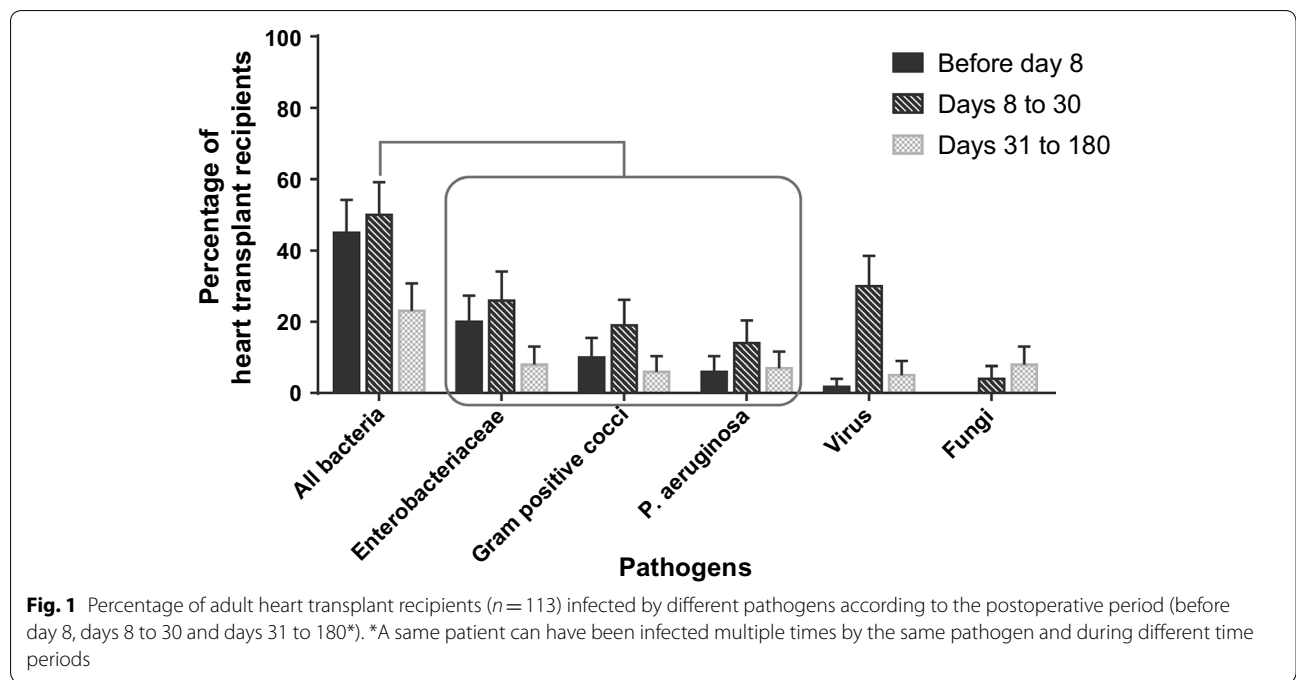 100
80
60
40
20
0
Percentage of
heart transplant recipients
Before day 8
Days 8 to 30
Days 31 to 180
All bacteria
Enterobacteriaceae
Gram positive cocci
P. aeruginosa
Virus
Fungi
Pathogens
Fig. 1 Percentage of adult heart transplant recipients (n = 113) infected by different pathogens according to the postoperative period (before
day 8, days 8 to 30 and days 31 to 180*). *A same patient can have been infected multiple times by the same pathogen and during different time
periods